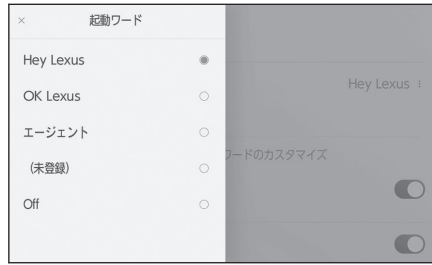 × 起動ワード
Hey Lexus
OK Lexus
エージェント
（未登録）
Off
Hey Lexus
ワードのカスタマイズ